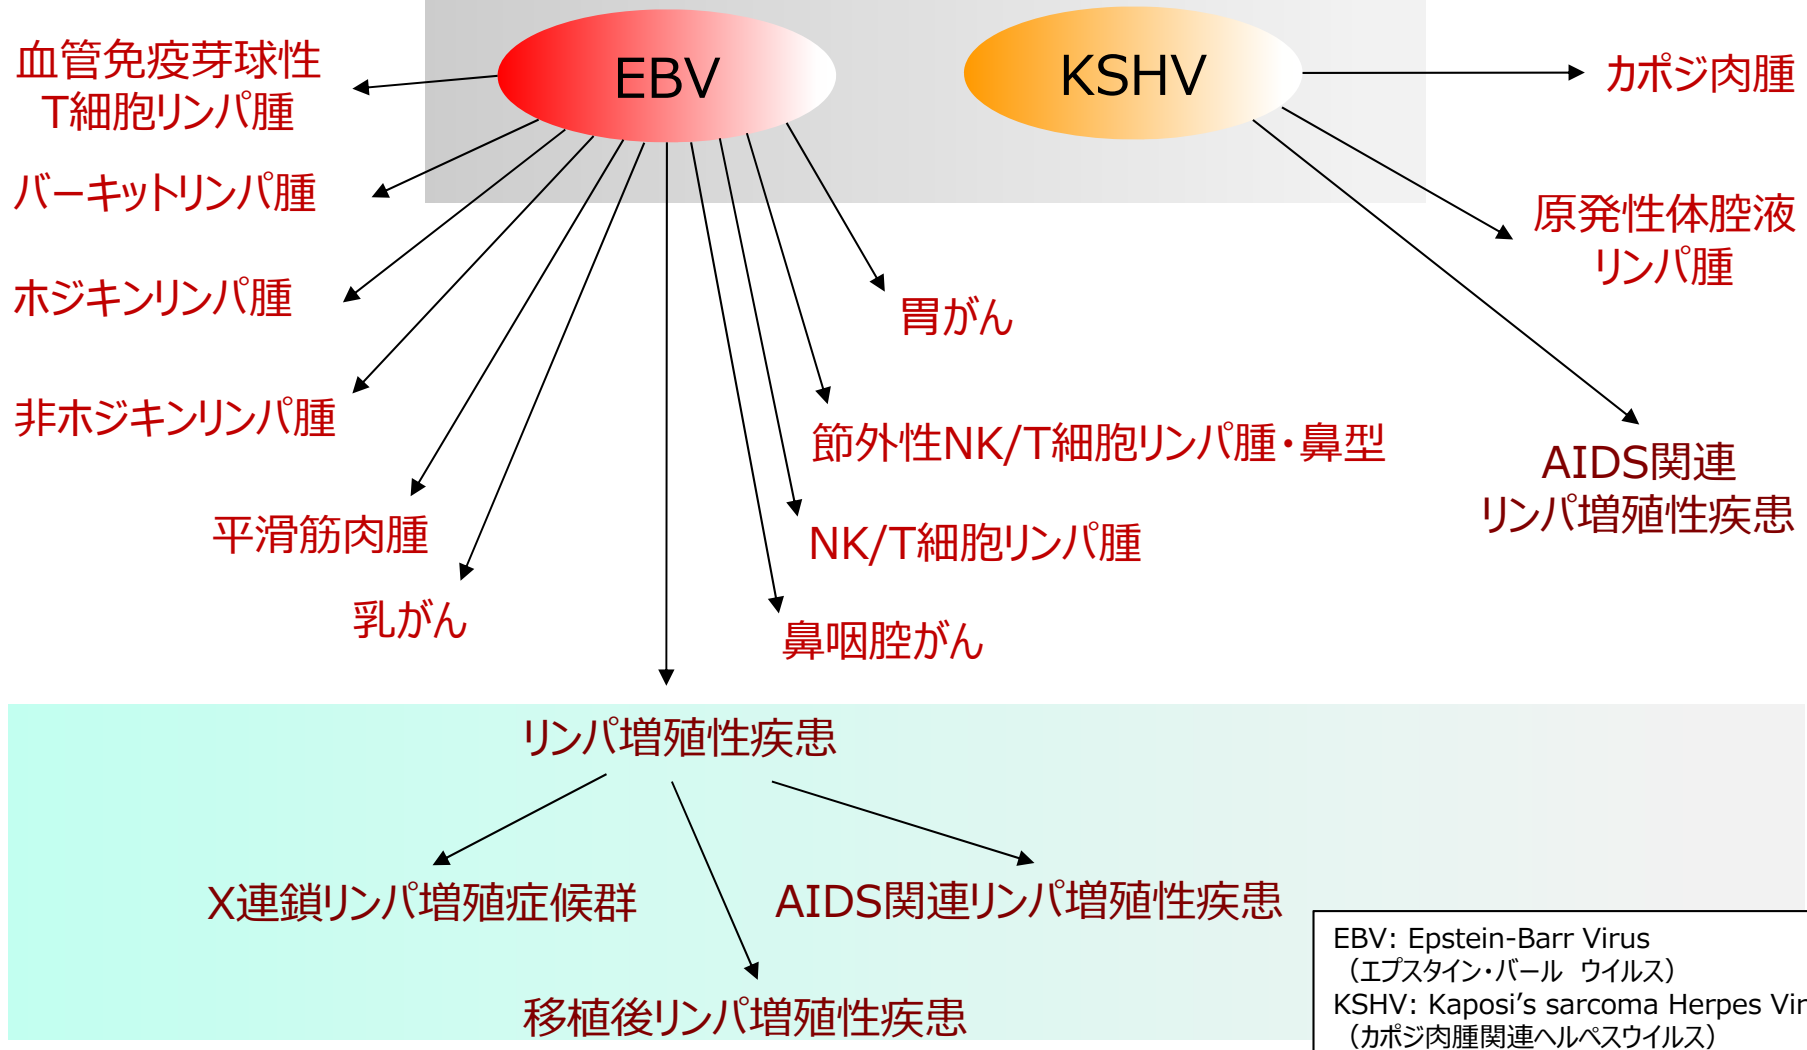 EBV
KSHV
血管免疫芽球性
T細胞リンパ腫
カポジ肉腫
バーキットリンパ腫
原発性体腔液
リンパ腫
ホジキンリンパ腫
胃がん
非ホジキンリンパ腫
節外性NK/T細胞リンパ腫・鼻型
AIDS関連
リンパ増殖性疾患
平滑筋肉腫
NK/T細胞リンパ腫
乳がん
鼻咽腔がん
リンパ増殖性疾患
X連鎖リンパ増殖症候群
AIDS関連リンパ増殖性疾患
移植後リンパ増殖性疾患
EBV: Epstein-Barr Virus
（エプスタイン・バール ウイルス）
KSHV: Kaposi’s sarcoma Herpes Vir
（カポジ肉腫関連ヘルペスウイルス）